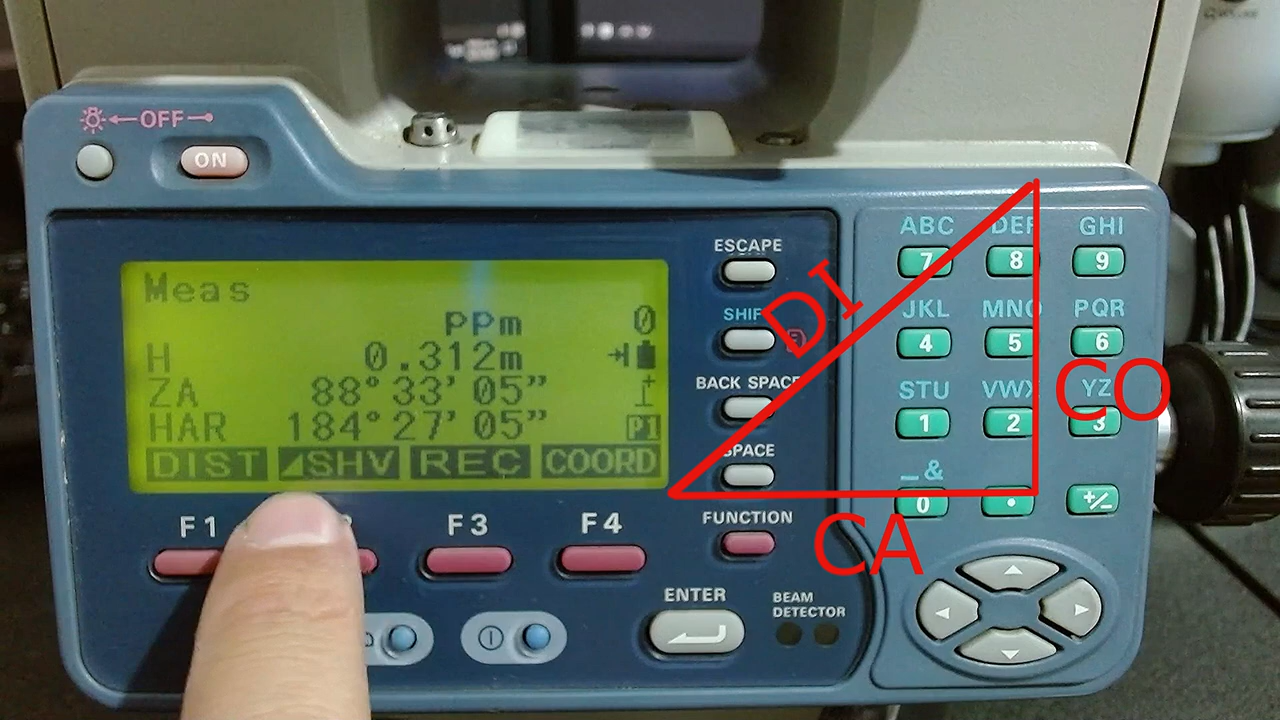 OFF
ON
Meas
ppm 0
H 0.312m
ZA 88°33'05"
HAR 184°27'05" P1
DIST ◢SHV REC COORD
F1 F3 F4
ESCAPE
BACK SPACE
SPACE
FUNCTION
ENTER
BEAM
DETECTOR
ABC DEF GHI
7 8 9
JKL MNO PQR
4 5 6
STU VWX YZ
1 2 3
_&
0 . +/-
DI
CO
CA